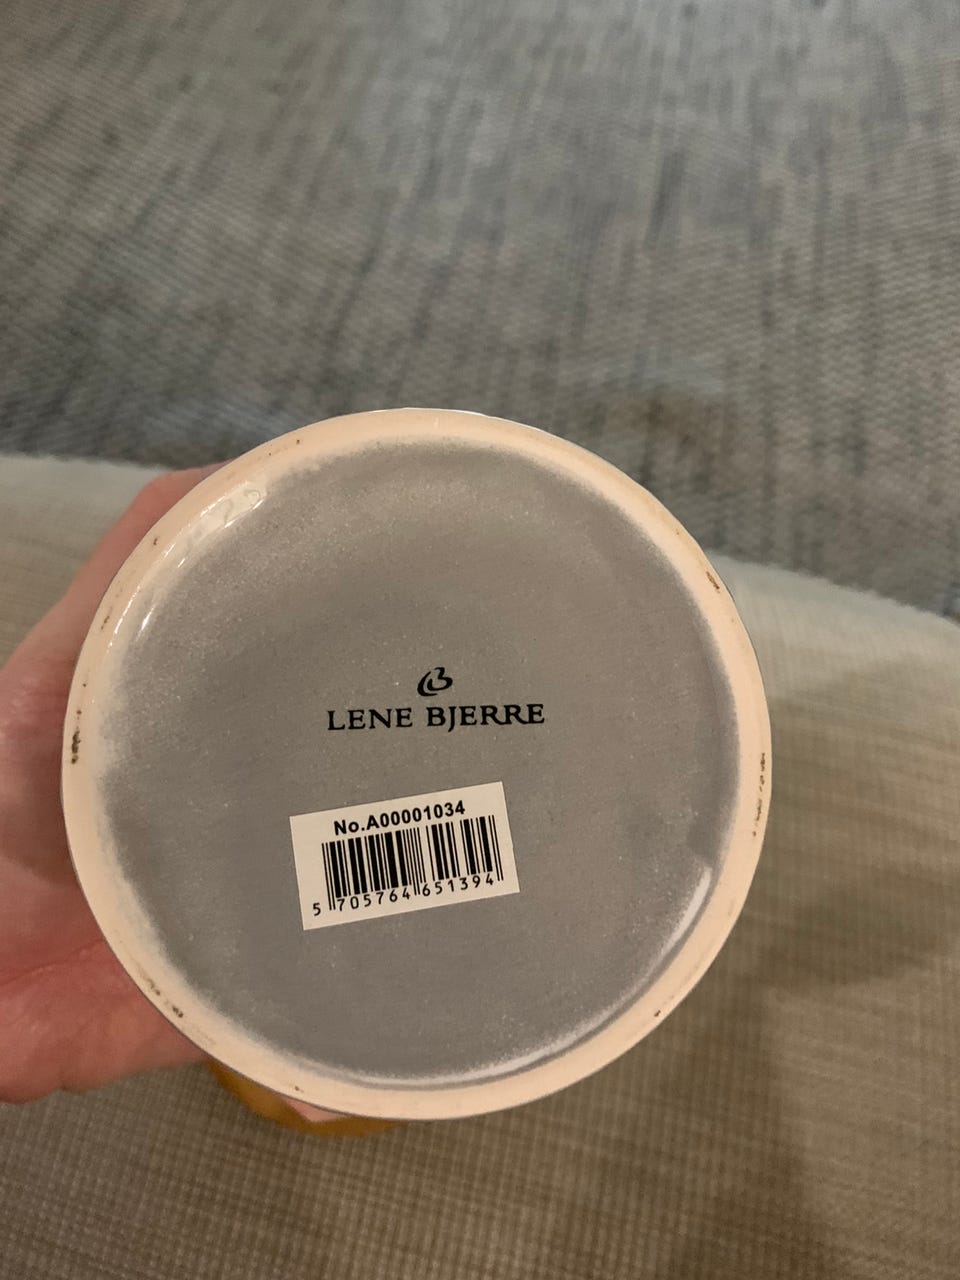 LENE BJERRE
No.A00001034
5 705764 651394